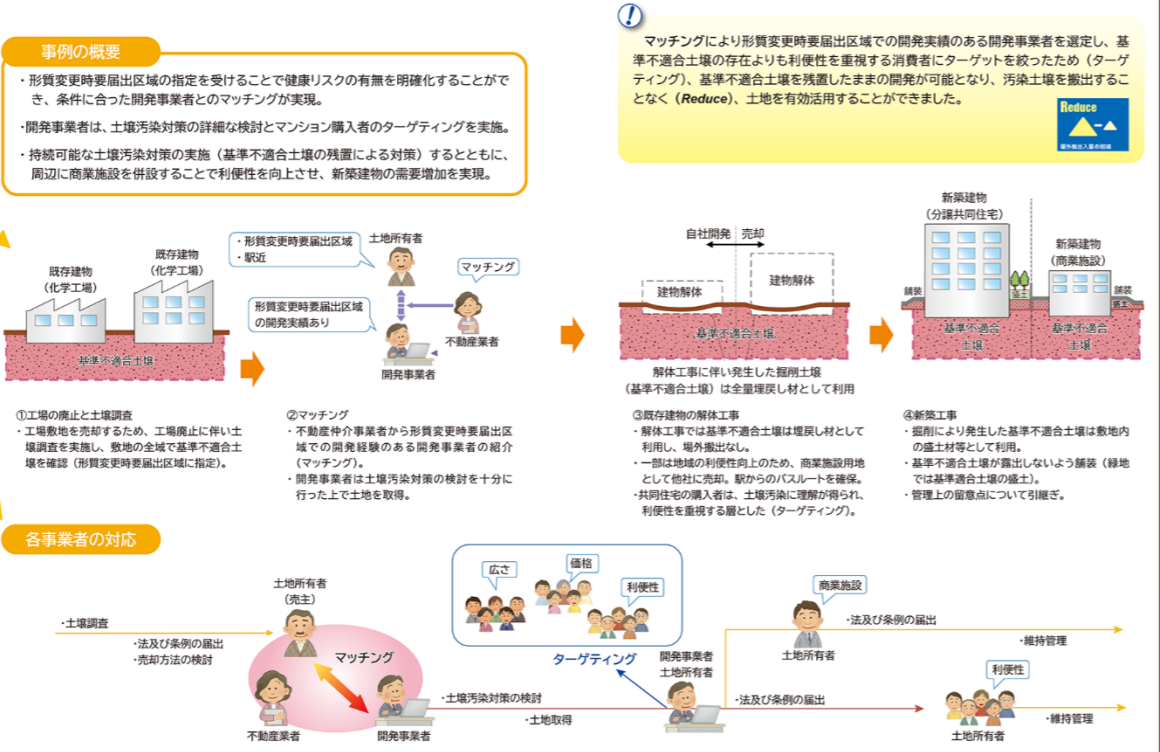 事例の概要
・形質変更時要届出区域の指定を受けることで健康リスクの有無を明確化することがで
き、条件に合った開発事業者とのマッチングが実現。
・開発事業者は、土壌汚染対策の詳細な検討とマンション購入者のターゲティングを実施。
・持続可能な土壌汚染対策の実施（基準不適合土壌の残置による対策）するとともに、
周辺に商業施設を併設することで利便性を向上させ、新築建物の需要増加を実現。
マッチングにより形質変更時要届出区域での開発実績のある開発事業者を選定し、基
準不適合土壌の存在よりも利便性を重視する消費者にターゲットを絞ったため（ターゲ
ティング）、基準不適合土壌を残置したままの開発が可能となり、汚染土壌を搬出するこ
となく（Reduce）、土地を有効活用することができました。
Reduce
場外搬出入量の削減
既存建物
（化学工場）
既存建物
（化学工場）
基準不適合土壌
・形質変更時要届出区域
・駅近
土地所有者
マッチング
形質変更時要届出区域
の開発実績あり
不動産業者
開発事業者
自社開発
売却
建物解体
建物解体
基準不適合土壌
解体工事に伴い発生した掘削土壌
（基準不適合土壌）は全量埋戻し材として利用
新築建物
（分譲共同住宅）
新築建物
（商業施設）
舗装
盛土
舗装
盛土
基準不適合
土壌
基準不適合
土壌
①工場の廃止と土壌調査
・工場敷地を売却するため、工場廃止に伴い土
壌調査を実施し、敷地の全域で基準不適合土
壌を確認（形質変更時要届出区域に指定）。
②マッチング
・不動産仲介事業者から形質変更時要届出区
域での開発経験のある開発事業者の紹介
（マッチング）。
・開発事業者は土壌汚染対策の検討を十分に
行った上で土地を取得。
③既存建物の解体工事
・解体工事では基準不適合土壌は埋戻し材として
利用し、場外搬出なし。
・一部は地域の利便性向上のため、商業施設用地
として他社に売却。駅からのバスルートを確保。
・共同住宅の購入者は、土壌汚染に理解が得られ、
利便性を重視する層とした（ターゲティング）。
④新築工事
・掘削により発生した基準不適合土壌は敷地内
の盛土材等として利用。
・基準不適合土壌が露出しないよう舗装（緑地
では基準適合土壌の盛土）。
・管理上の留意点について引継ぎ。
各事業者の対応
・土壌調査
・法及び条例の届出
・売却方法の検討
土地所有者
（売主）
マッチング
不動産業者
開発事業者
・土壌汚染対策の検討
・土地取得
広さ
価格
利便性
ターゲティング
開発事業者
土地所有者
商業施設
土地所有者
・法及び条例の届出
・維持管理
・法及び条例の届出
利便性
土地所有者
・維持管理